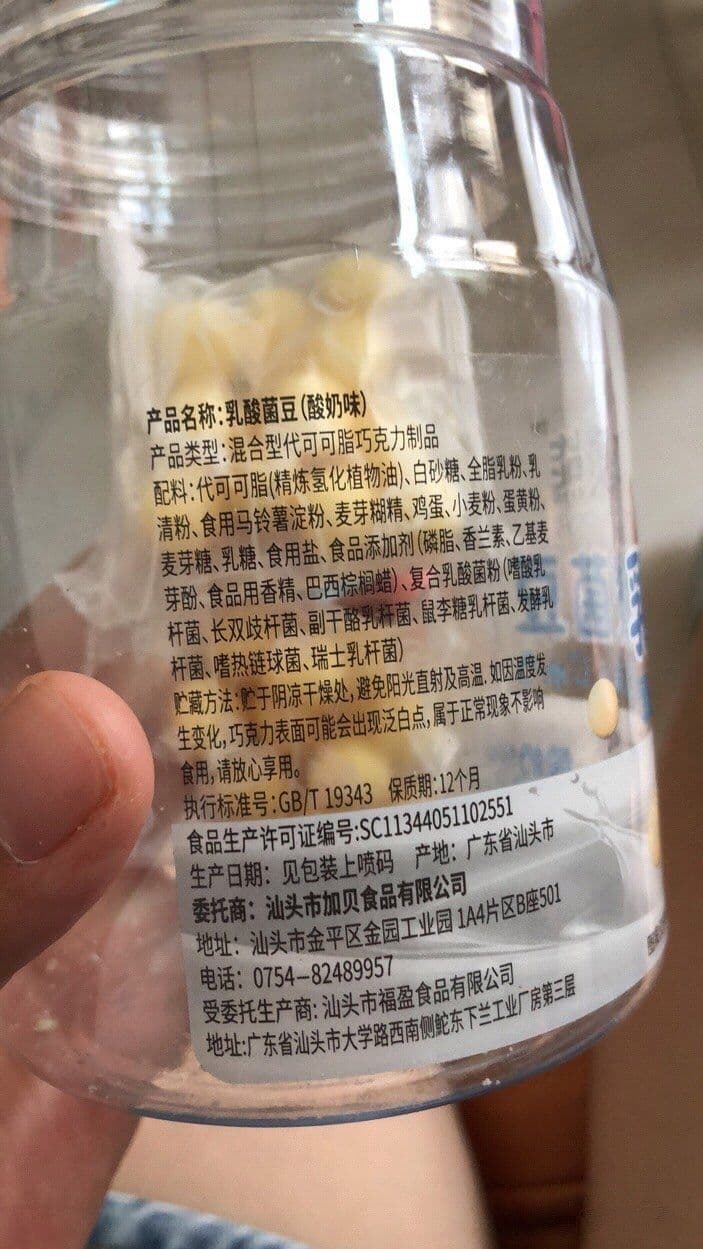 产品名称：乳酸菌豆（酸奶味）
产品类型：混合型代可可脂巧克力制品
配料：代可可脂(精炼氢化植物油)、白砂糖、全脂乳粉、乳
清粉、食用马铃薯淀粉、麦芽糊精、鸡蛋、小麦粉、蛋黄粉、
麦芽糖、乳糖、食用盐、食品添加剂(磷脂、香兰素、乙基麦
芽酚、食品用香精、巴西棕榈蜡)、复合乳酸菌粉(嗜酸乳
杆菌、长双歧杆菌、副干酪乳杆菌、鼠李糖乳杆菌、发酵乳
杆菌、嗜热链球菌、瑞士乳杆菌)
贮藏方法:贮于阴凉干燥处,避免阳光直射及高温.如因温度发
生变化,巧克力表面可能会出现泛白点,属于正常现象不影响
食用,请放心享用。
执行标准号:GB/T 19343 保质期:12个月
食品生产许可证编号:SC11344051102551
生产日期：见包装上喷码 产地：广东省汕头市
委托商：汕头市加贝食品有限公司
地址：汕头市金平区金园工业园 1A4片区B座501
电话：0754-82489957
受委托生产商: 汕头市福盈食品有限公司
地址:广东省汕头市大学路西南侧鮀东下兰工业厂房第三层
菌豆